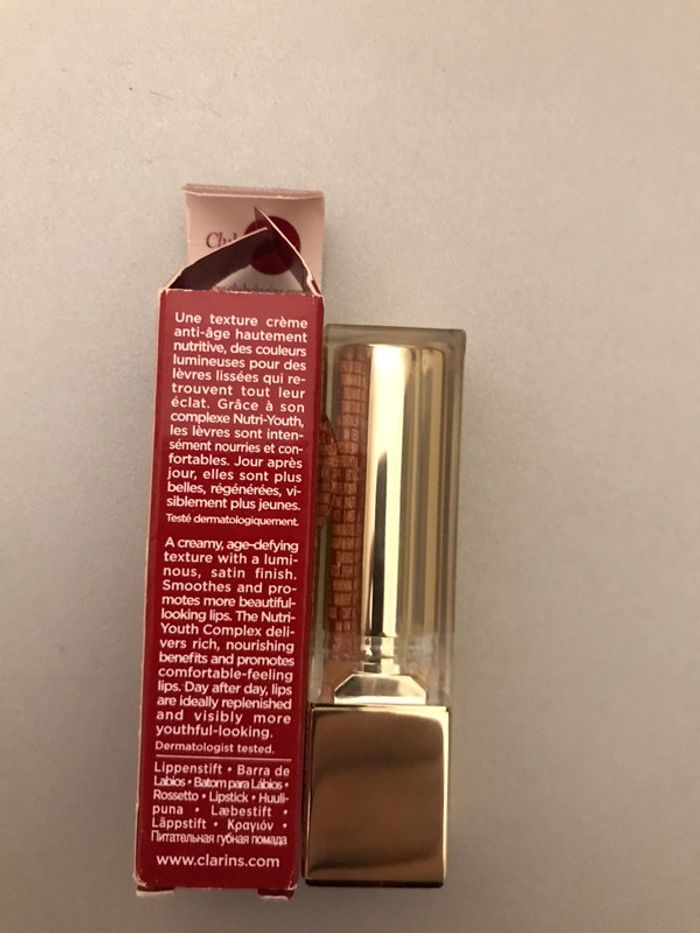 Une texture crème
anti-âge hautement
nutritive, des couleurs
lumineuses pour des
lèvres lissées qui re-
trouvent tout leur
éclat. Grâce à son
complexe Nutri-Youth,
les lèvres sont inten-
sément nourries et con-
fortables. Jour après
jour, elles sont plus
belles, régénérées, vi-
siblement plus jeunes.
Testé dermatologiquement.
A creamy, age-defying
texture with a lumi-
nous, satin finish.
Smoothes and pro-
motes more beautiful-
looking lips. The Nutri-
Youth Complex deli-
vers rich, nourishing
benefits and promotes
comfortable-feeling
lips. Day after day, lips
are ideally replenished
and visibly more
youthful-looking.
Dermatologist tested.
Lippenstift • Barra de
Labios • Batom para Lábios •
Rossetto • Lipstick • Huuli-
puna • Læbestift •
Läppstift • Κραγιόν •
Питательная губная помада
www.clarins.com